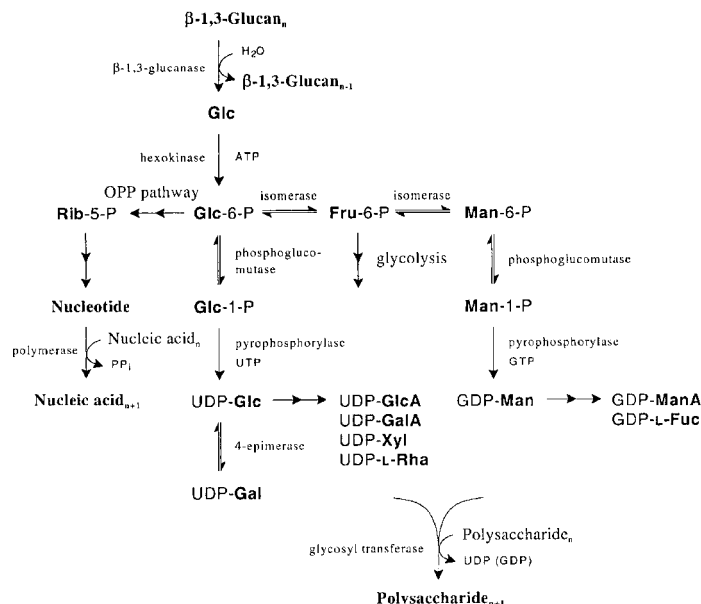 β-1,3-Glucanₙ
β-1,3-glucanase
H₂O
β-1,3-Glucanₙ₋₁
Glc
hexokinase ATP
OPP pathway
isomerase
isomerase
Rib-5-P
Glc-6-P
Fru-6-P
Man-6-P
phosphogluco-
mutase
glycolysis
phosphoglucomutase
Nucleotide
Glc-1-P
Man-1-P
polymerase
Nucleic acidₙ
PPᵢ
pyrophosphorylase
UTP
pyrophosphorylase
GTP
Nucleic acidₙ₊₁
UDP-Glc
UDP-GlcA
UDP-GalA
UDP-Xyl
UDP-L-Rha
GDP-Man
GDP-ManA
GDP-L-Fuc
4-epimerase
UDP-Gal
glycosyl transferase
Polysaccharideₙ
UDP (GDP)
Polysaccharideₙ₊₁